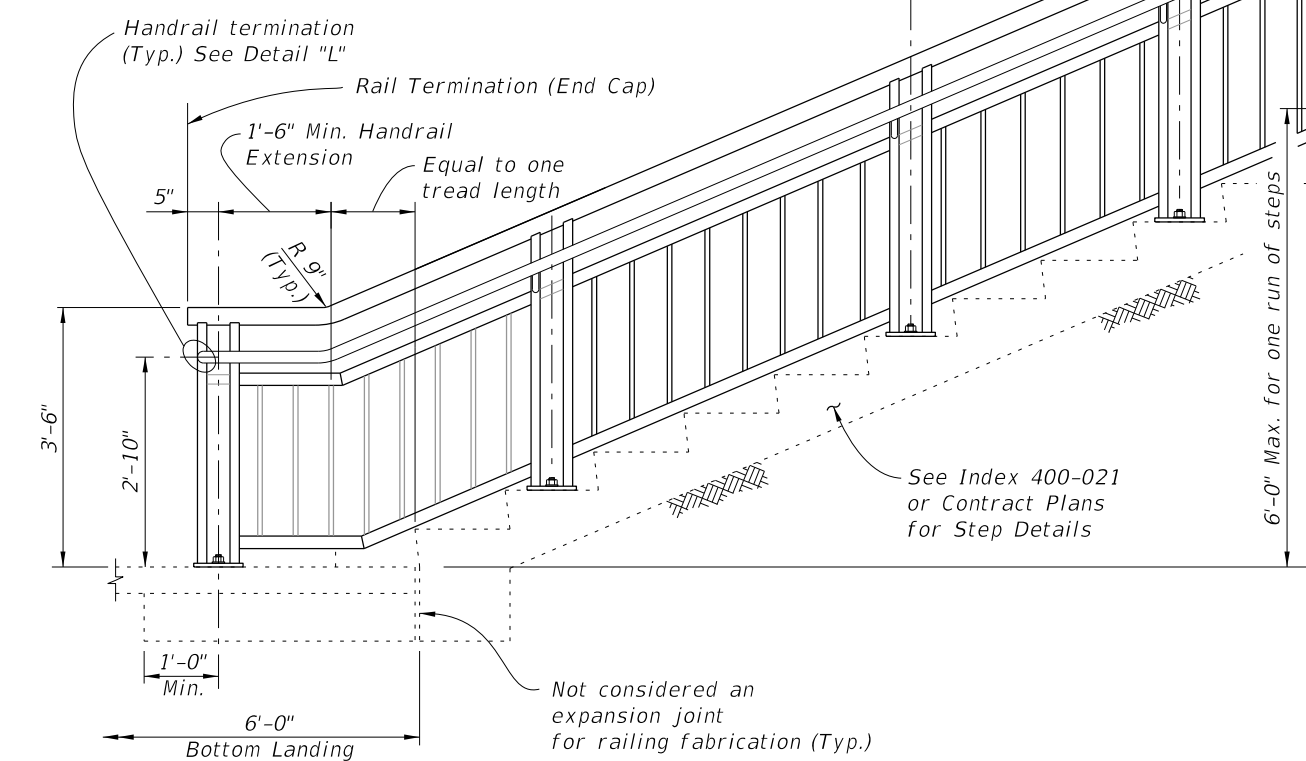 Handrail termination
(Typ.) See Detail "L"
Rail Termination (End Cap)
1'-6" Min. Handrail
Extension
Equal to one
tread length
5"
R 9"
(Typ.)
3'-6"
2'-10"
6'-0" Max. for one run of steps
See Index 400-021
or Contract Plans
for Step Details
1'-0"
Min.
Not considered an
expansion joint
for railing fabrication (Typ.)
6'-0"
Bottom Landing